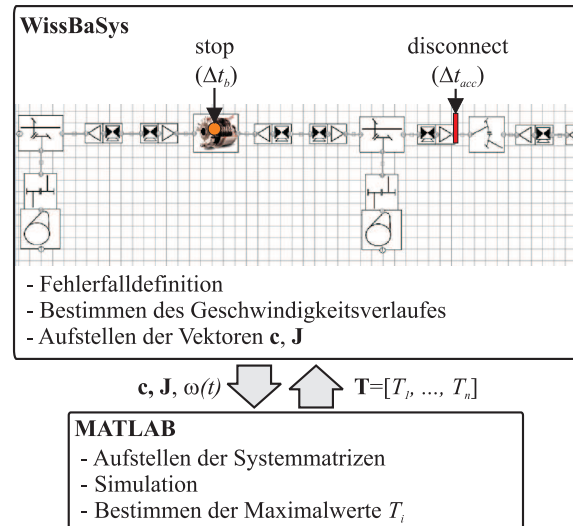 WissBaSys
stop
(Δt_b)
disconnect
(Δt_acc)
- Fehlerfalldefinition
- Bestimmen des Geschwindigkeitsverlaufes
- Aufstellen der Vektoren c, J
c, J, ω(t)
T=[T_1, ..., T_n]
MATLAB
- Aufstellen der Systemmatrizen
- Simulation
- Bestimmen der Maximalwerte T_i